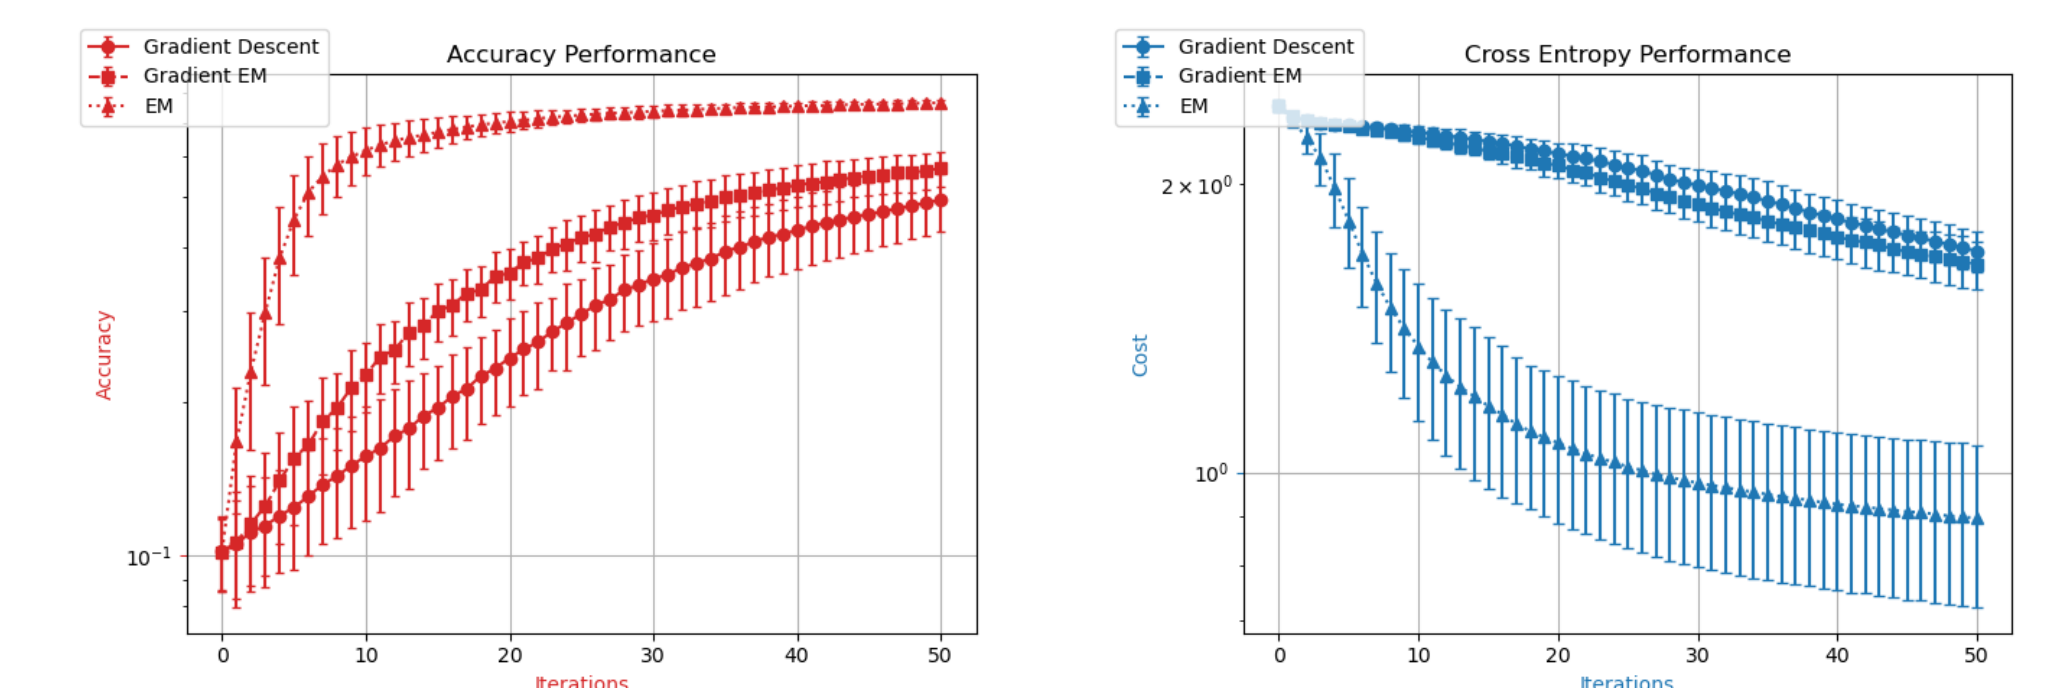 Gradient Descent
Gradient EM
EM
Accuracy Performance
Accuracy
10⁻¹
0 10 20 30 40 50
Iterations
Gradient Descent
Gradient EM
EM
Cross Entropy Performance
Cost
2 × 10⁰
10⁰
0 10 20 30 40 50
Iterations